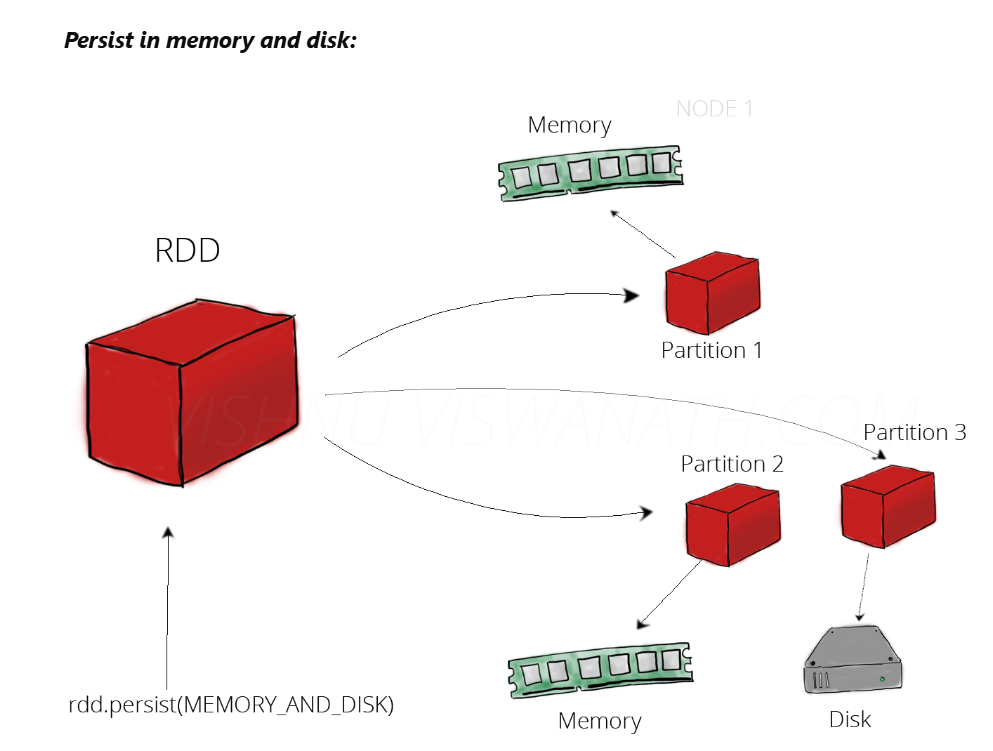 Persist in memory and disk:
NODE 1
Memory
RDD
Partition 1
VISHNU VISWANATH.COM
Partition 3
Partition 2
rdd.persist(MEMORY_AND_DISK)
Memory
Disk